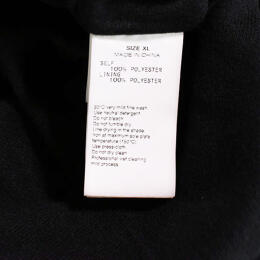 SIZE XL
MADE IN CHINA
SELF
100% POLYESTER
LINING
100% POLYESTER
30°C very mild fine wash
Use neutral detergent
Do not bleach
Do not tumble dry
Line drying in the shade
Iron at maximum sole plate
temperature (150°C)
Use press-cloth
Do not dry clean
Professional wet cleaning
mild process